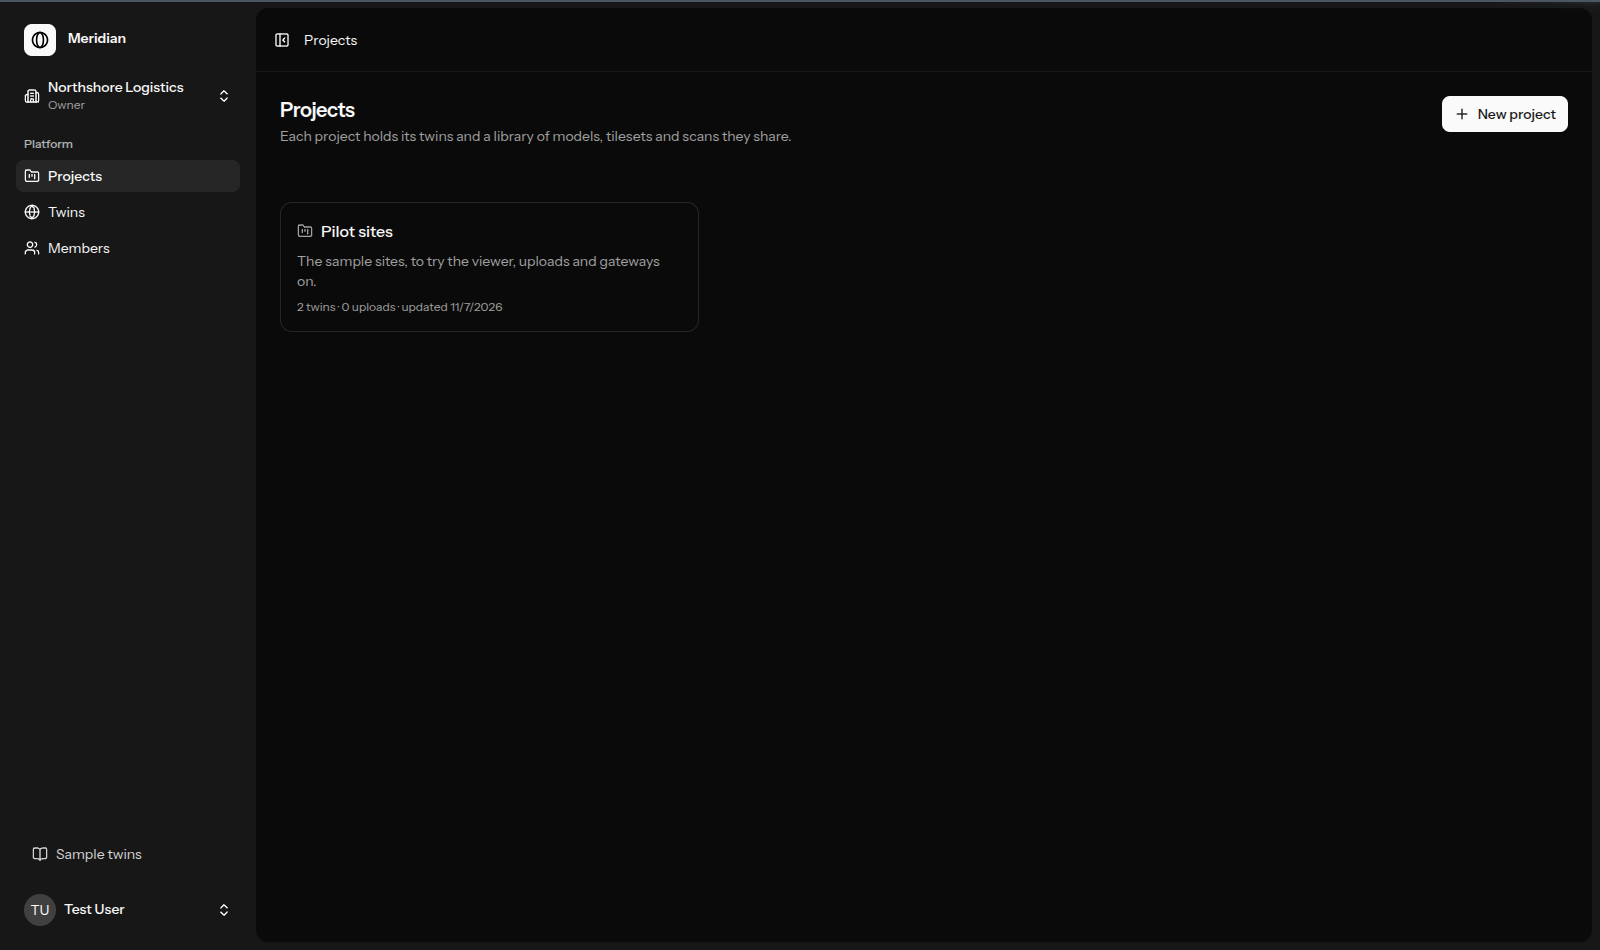 Meridian
Northshore Logistics
Owner
Platform
Projects
Twins
Members
Sample twins
TU
Test User
Projects
Projects
Each project holds its twins and a library of models, tilesets and scans they share.
New project
Pilot sites
The sample sites, to try the viewer, uploads and gateways
on.
2 twins · 0 uploads · updated 11/7/2026